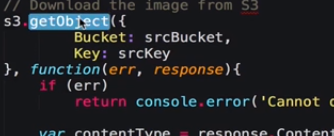 // Download the image from S3
s3.getObject({
Bucket: srcBucket,
Key: srcKey
}, function(err, response){
if (err)
return console.error('Cannot
var contentType = response.Conten